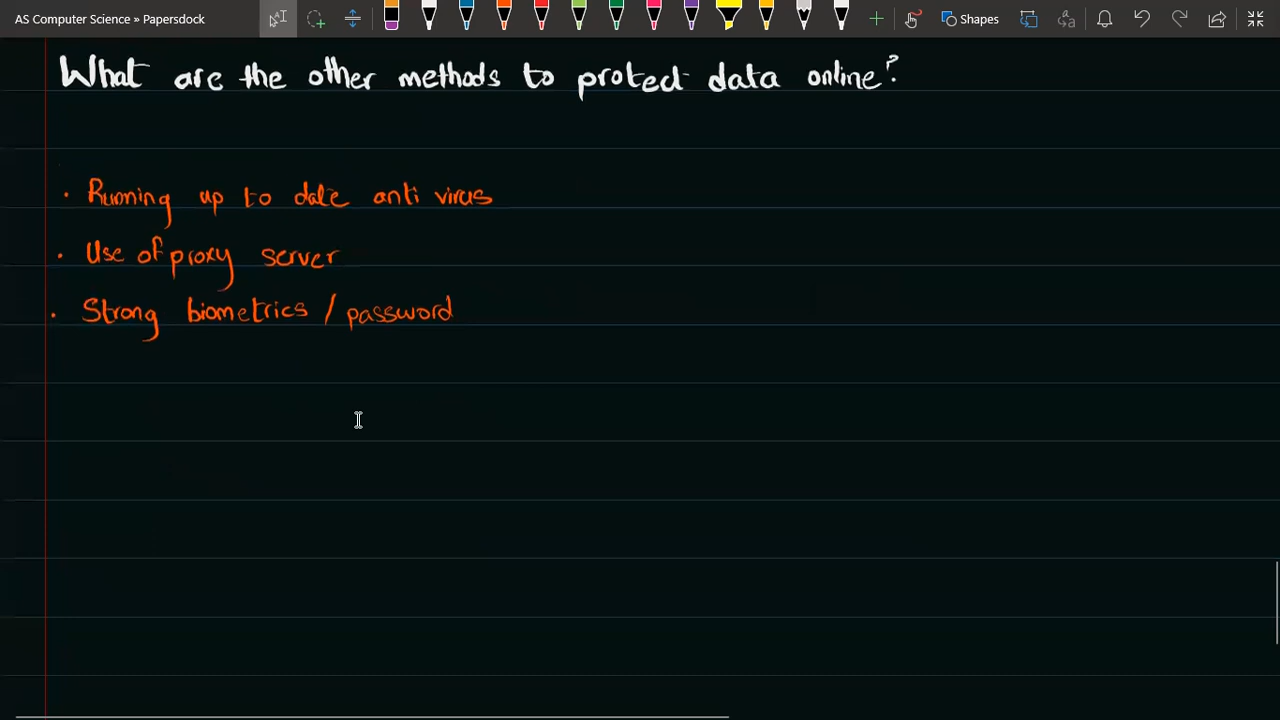 AS Computer Science » Papersdock
Shapes
What are the other methods to protect data online?
· Running up to date anti virus
· Use of proxy server
· Strong biometrics / password